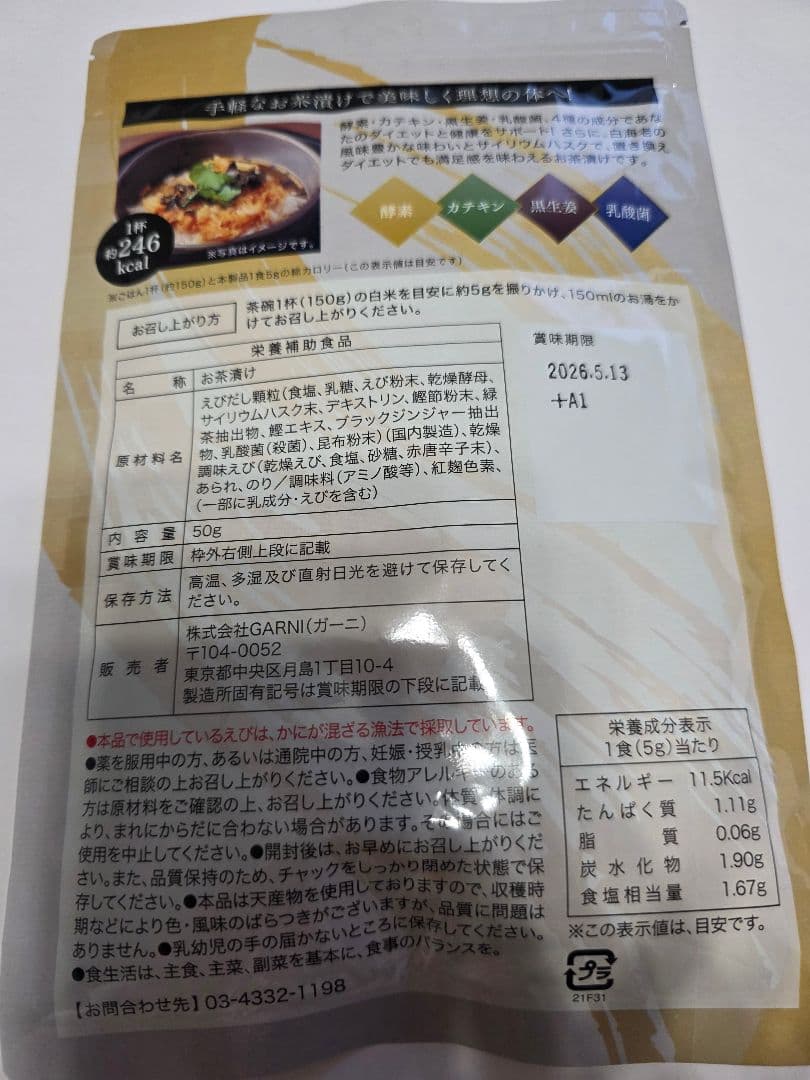 手軽なお茶漬けで美味しく理想の体へ!
酵素・カテキン・黒生姜・乳酸菌、4種の成分であな
たのダイエットと健康をサポート! さらに、白海老の
風味豊かな味わいとサイリウムハスクで、置き換え
ダイエットでも満足感を味わえるお茶漬けです。
酵素
カテキン
黒生姜
乳酸菌
1杯
約246
kcal
※写真はイメージです。
※ごはん1杯(約150g)と本製品1食5gの総カロリー(この表示値は目安です)
お召し上がり方
茶碗1杯(150g)の白米を目安に約5gを振りかけ、150mlのお湯をか
けてお召し上がりください。
栄養補助食品
名 称 お茶漬け
原材料名
えびだし顆粒(食塩、乳糖、えび粉末、乾燥酵母、
サイリウムハスク末、デキストリン、鰹節粉末、緑
茶抽出物、鰹エキス、ブラックジンジャー抽出
物、乳酸菌(殺菌)、昆布粉末)(国内製造)、乾燥
調味えび(乾燥えび、食塩、砂糖、赤唐辛子末)、
あられ、のり/調味料(アミノ酸等)、紅麹色素、
(一部に乳成分・えびを含む)
内容量 50g
賞味期限 枠外右側上段に記載
保存方法
高温、多湿及び直射日光を避けて保存してく
ださい。
販売者
株式会社GARNI(ガーニ)
〒104-0052
東京都中央区月島1丁目10-4
製造所固有記号は賞味期限の下段に記載
賞味期限
2026.5.13
+A1
●本品で使用しているえびは、かにが混ざる漁法で採取しています。
●薬を服用中の方、あるいは通院中の方、妊娠・授乳中の方は医
師にご相談の上お召し上がりください。●食物アレルギーのある
方は原材料をご確認の上、お召し上がりください。体質、体調に
より、まれにからだに合わない場合があります。その場合にはご
使用を中止してください。●開封後は、お早めにお召し上がりくだ
さい。また、品質保持のため、チャックをしっかり閉めた状態で保
存してください。●本品は天産物を使用しておりますので、収穫時
期などにより色・風味のばらつきがございますが、品質に問題は
ありません。●乳幼児の手の届かないところに保存してください。
●食生活は、主食、主菜、副菜を基本に、食事のバランスを。
【お問合わせ先】03-4332-1198
栄養成分表示
1食(5g)当たり
エネルギー 11.5Kcal
たんぱく質 1.11g
脂質 0.06g
炭水化物 1.90g
食塩相当量 1.67g
※この表示値は、目安です。
プラ
21F31